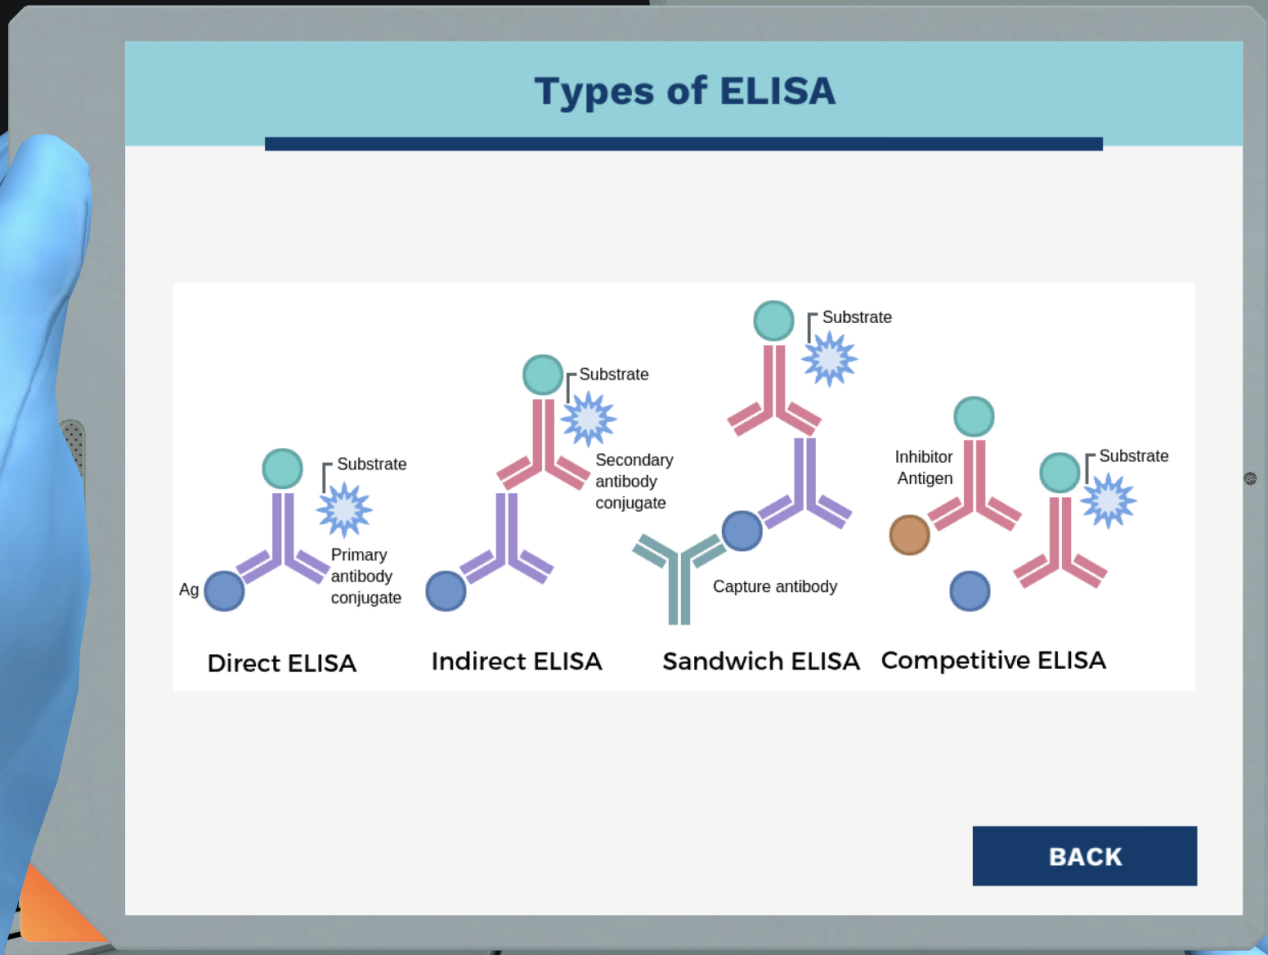 Types of ELISA
Substrate
Ag
Primary
antibody
conjugate
Direct ELISA
Substrate
Secondary
antibody
conjugate
Indirect ELISA
Substrate
Capture antibody
Sandwich ELISA
Inhibitor
Antigen
Substrate
Competitive ELISA
BACK